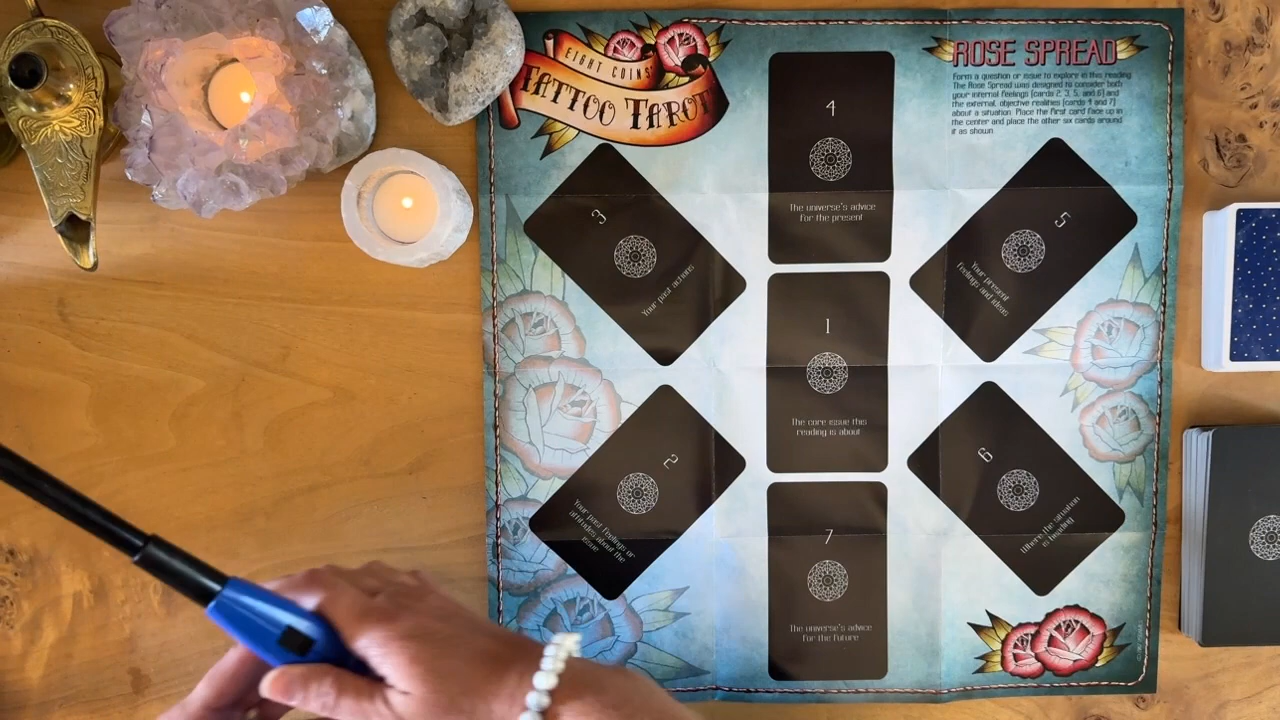 EIGHT COINS'
TATTOO TAROT
ROSE SPREAD
Form a question or issue to explore in this reading.
The Rose Spread was designed to consider both
your internal feelings (cards 2, 3, 5, and 6) and
the external, objective realities (cards 4 and 7)
about a situation. Place the first card face up in
the center and place the other six cards around
it as shown.
4
The universe's advice
for the present
3
Your past actions
5
Your present
feelings and ideas
1
The core issue this
reading is about
2
Your past feelings or
attitudes about the
issue
6
Where the situation
is heading
7
The universe's advice
for the future